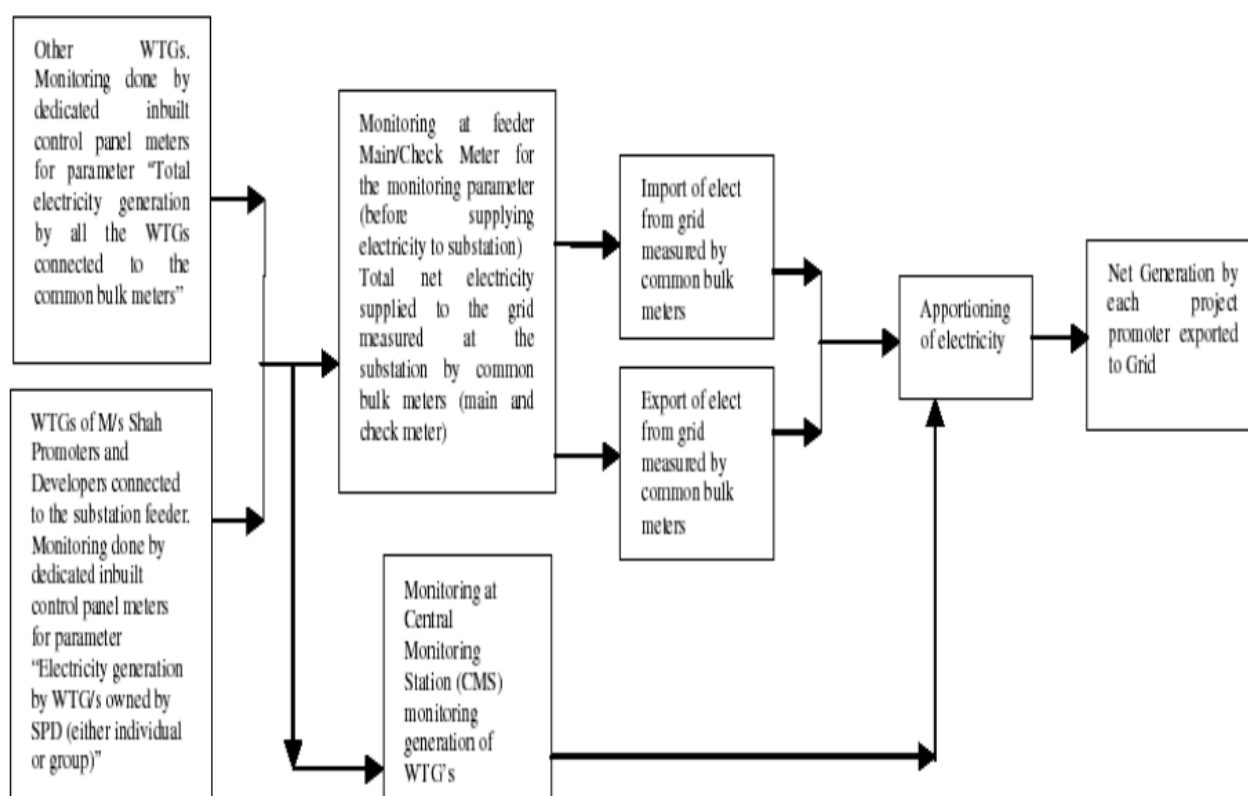 Other WTGs.
Monitoring done by
dedicated inbuilt
control panel meters
for parameter “Total
electricity generation
by all the WTGs
connected to the
common bulk meters”
WTGs of M/s Shah
Promoters and
Developers connected
to the substation feeder.
Monitoring done by
dedicated inbuilt
control panel meters
for parameter
“Electricity generation
by WTG/s owned by
SPD (either individual
or group)”
Monitoring at feeder
Main/Check Meter for
the monitoring parameter
(before supplying
electricity to substation)
Total net electricity
supplied to the grid
measured at the
substation by common
bulk meters (main and
check meter)
Monitoring at
Central
Monitoring
Station (CMS)
monitoring
generation of
WTG's
Import of elect
from grid
measured by
common bulk
meters
Export of elect
from grid
measured by
common bulk
meters
Apportioning
of electricity
Net Generation by
each project
promoter exported
to Grid